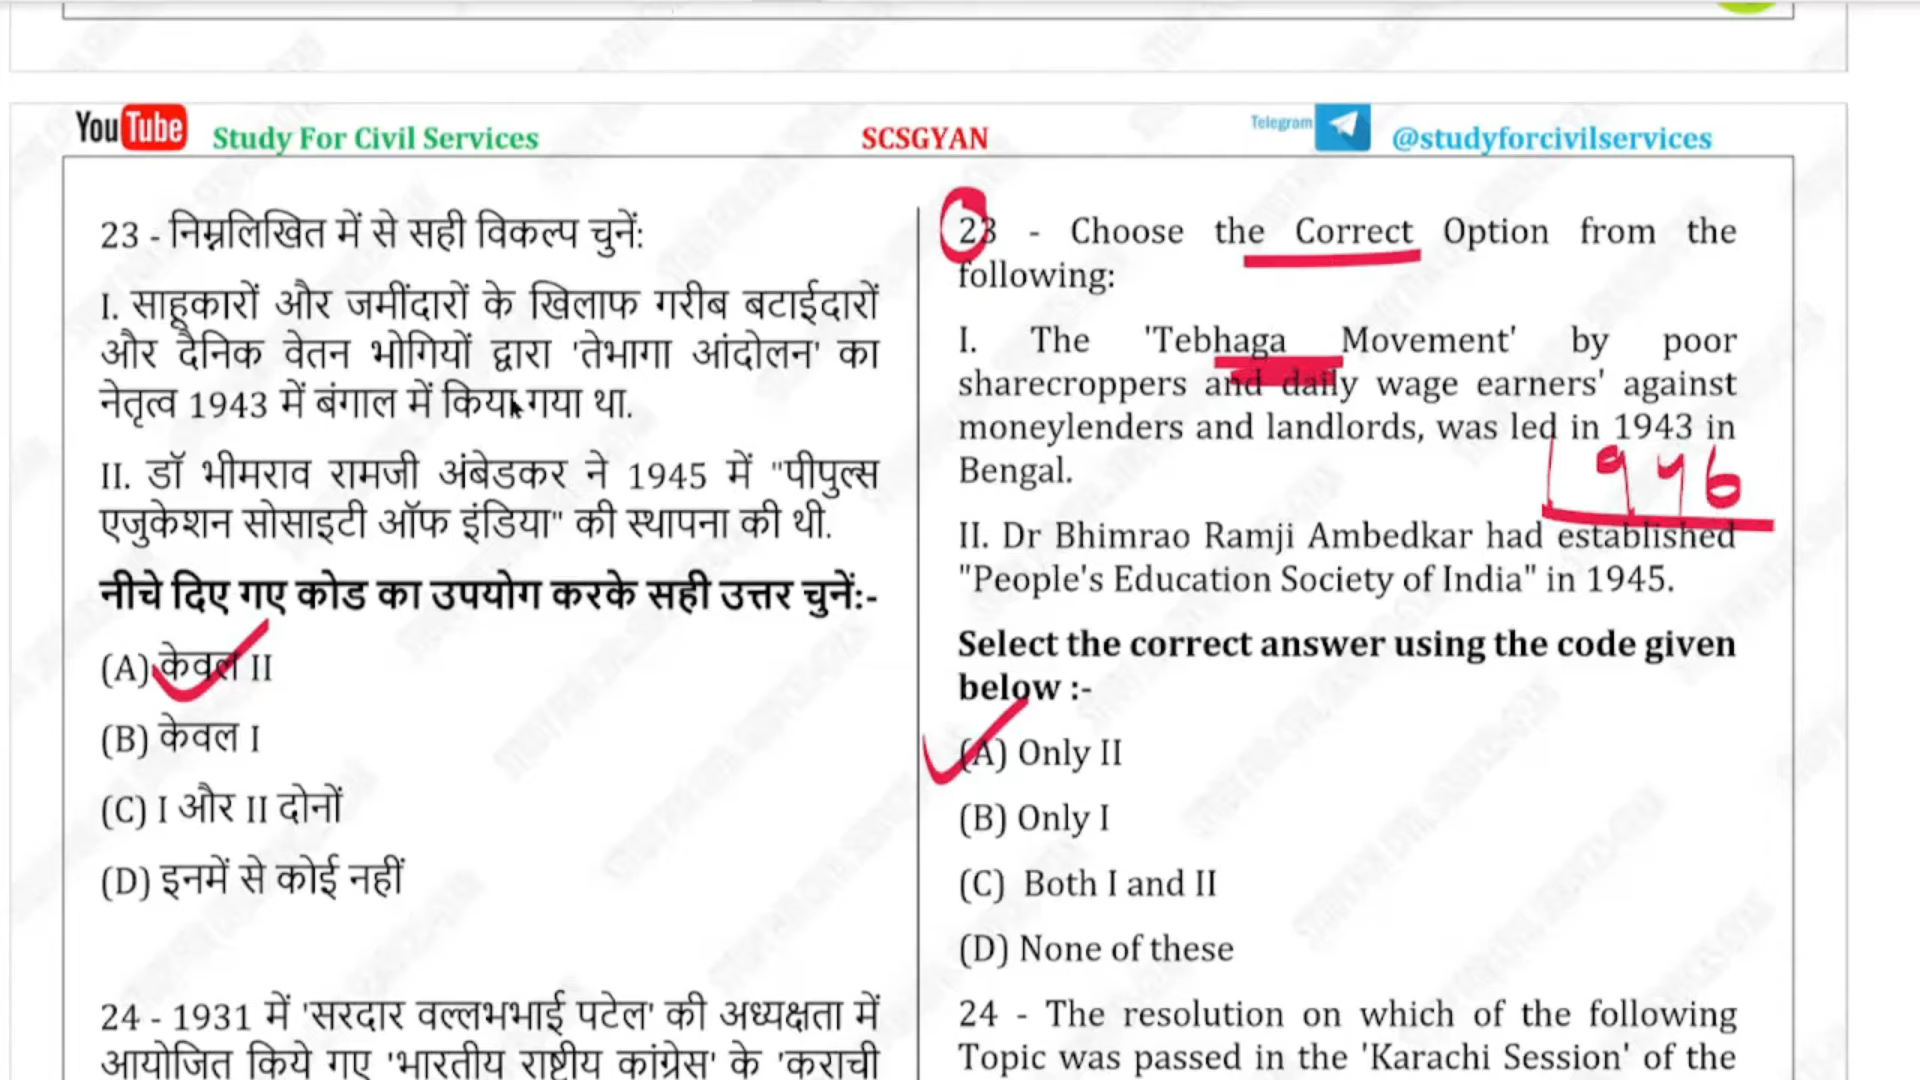 YouTube Study For Civil Services SCSGYAN Telegram @studyforcivilservices
23 - निम्नलिखित में से सही विकल्प चुनें:
I. साहूकारों और जमींदारों के खिलाफ गरीब बटाईदारों
और दैनिक वेतन भोगियों द्वारा 'तेभागा आंदोलन' का
नेतृत्व 1943 में बंगाल में किया गया था.
II. डॉ भीमराव रामजी अंबेडकर ने 1945 में "पीपुल्स
एजुकेशन सोसाइटी ऑफ इंडिया" की स्थापना की थी.
नीचे दिए गए कोड का उपयोग करके सही उत्तर चुनें:-
(A) केवल II
(B) केवल I
(C) I और II दोनों
(D) इनमें से कोई नहीं
24 - 1931 में 'सरदार वल्लभभाई पटेल' की अध्यक्षता में
आयोजित किये गए 'भारतीय राष्ट्रीय कांग्रेस' के 'कराची
23 - Choose the Correct Option from the
following:
I. The 'Tebhaga Movement' by poor
sharecroppers and daily wage earners' against
moneylenders and landlords, was led in 1943 in
Bengal.
1946
II. Dr Bhimrao Ramji Ambedkar had established
"People's Education Society of India" in 1945.
Select the correct answer using the code given
below :-
(A) Only II
(B) Only I
(C) Both I and II
(D) None of these
24 - The resolution on which of the following
Topic was passed in the 'Karachi Session' of the